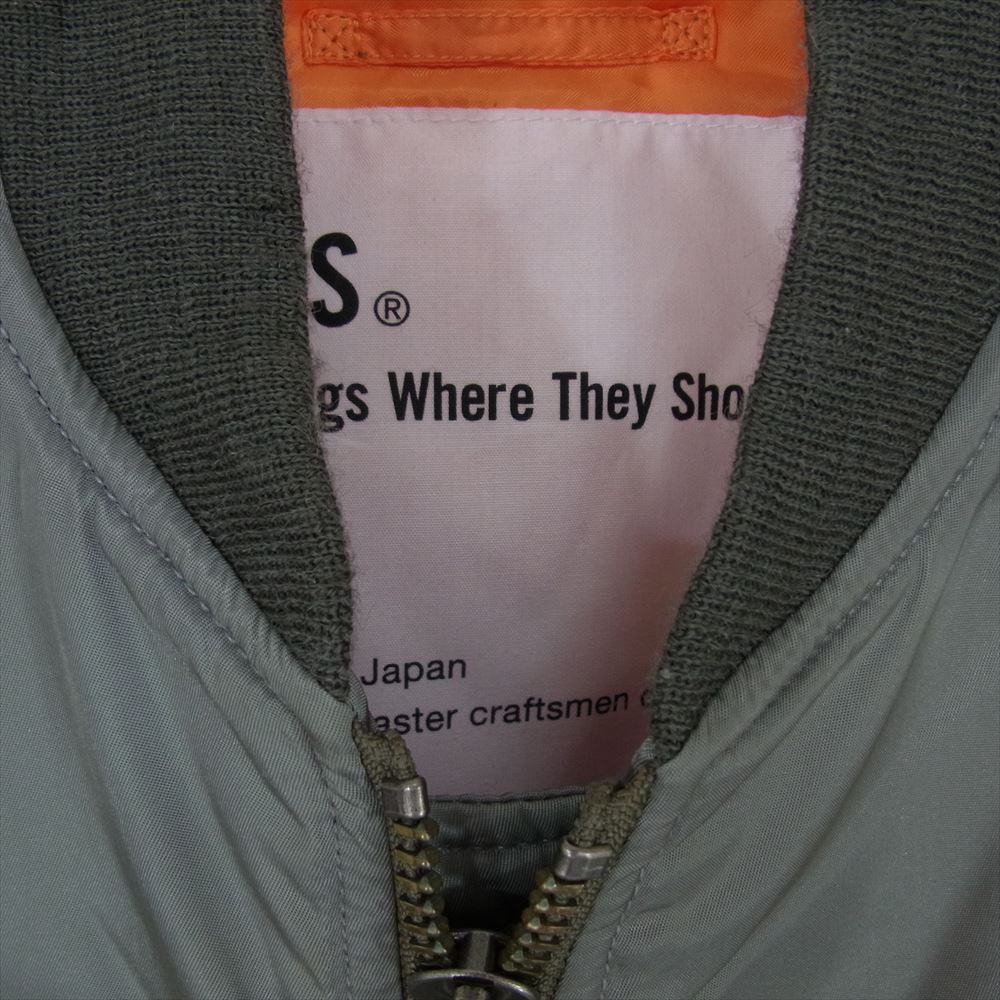 S®
gs Where They Sho
Japan
aster craftsmen